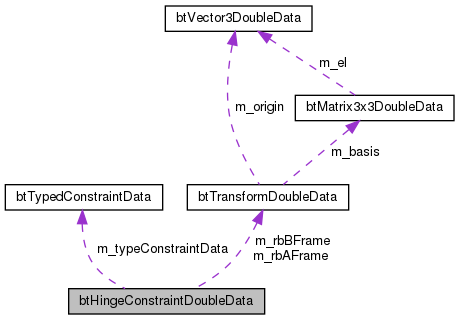 btVector3DoubleData
m_el
m_origin
btMatrix3x3DoubleData
m_basis
btTypedConstraintData
btTransformDoubleData
m_typeConstraintData
m_rbBFrame
m_rbAFrame
btHingeConstraintDoubleData